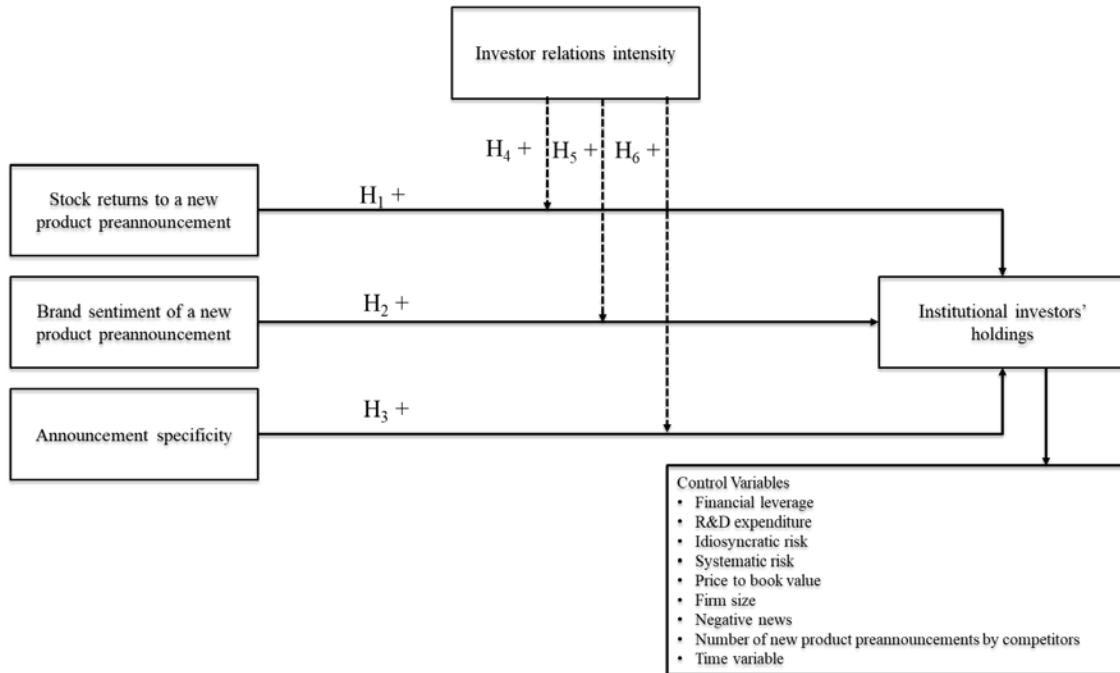 Investor relations intensity
H₄ +
H₅ +
H₆ +
Stock returns to a new
product preannouncement
H₁ +
Brand sentiment of a new
product preannouncement
H₂ +
Institutional investors’
holdings
Announcement specificity
H₃ +
Control Variables
• Financial leverage
• R&D expenditure
• Idiosyncratic risk
• Systematic risk
• Price to book value
• Firm size
• Negative news
• Number of new product preannouncements by competitors
• Time variable